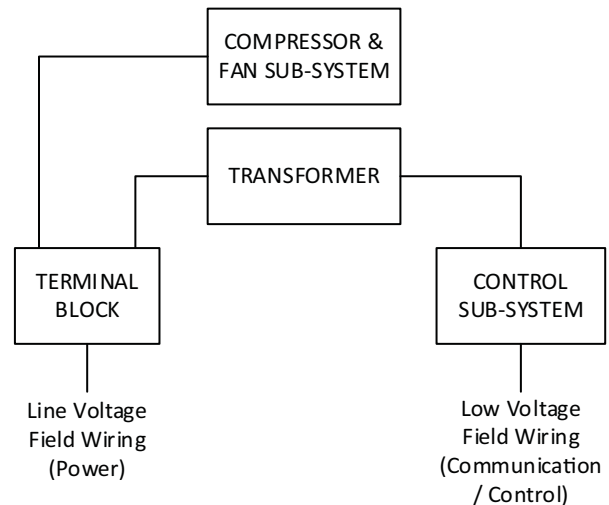 COMPRESSOR &
FAN SUB-SYSTEM
TRANSFORMER
TERMINAL
BLOCK
CONTROL
SUB-SYSTEM
Line Voltage
Field Wiring
(Power)
Low Voltage
Field Wiring
(Communication
/ Control)